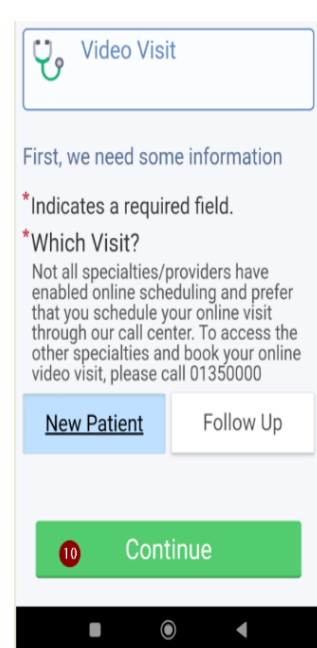 Video Visit
First, we need some information
*Indicates a required field.
*Which Visit?
Not all specialties/providers have
enabled online scheduling and prefer
that you schedule your online visit
through our call center. To access the
other specialties and book your online
video visit, please call 01350000
New Patient Follow Up
10 Continue